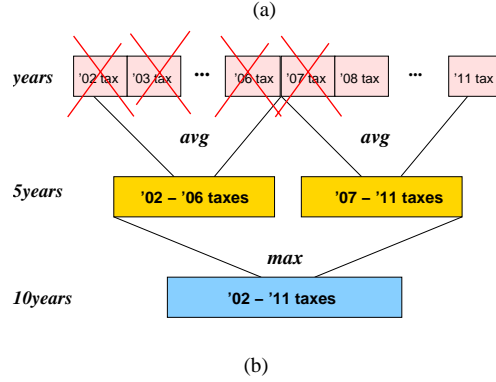 (a)
years ’02 tax ’03 tax ... ’06 tax ’07 tax ’08 tax ... ’11 tax
avg avg
5years ’02 – ’06 taxes ’07 – ’11 taxes
max
10years ’02 – ’11 taxes
(b)